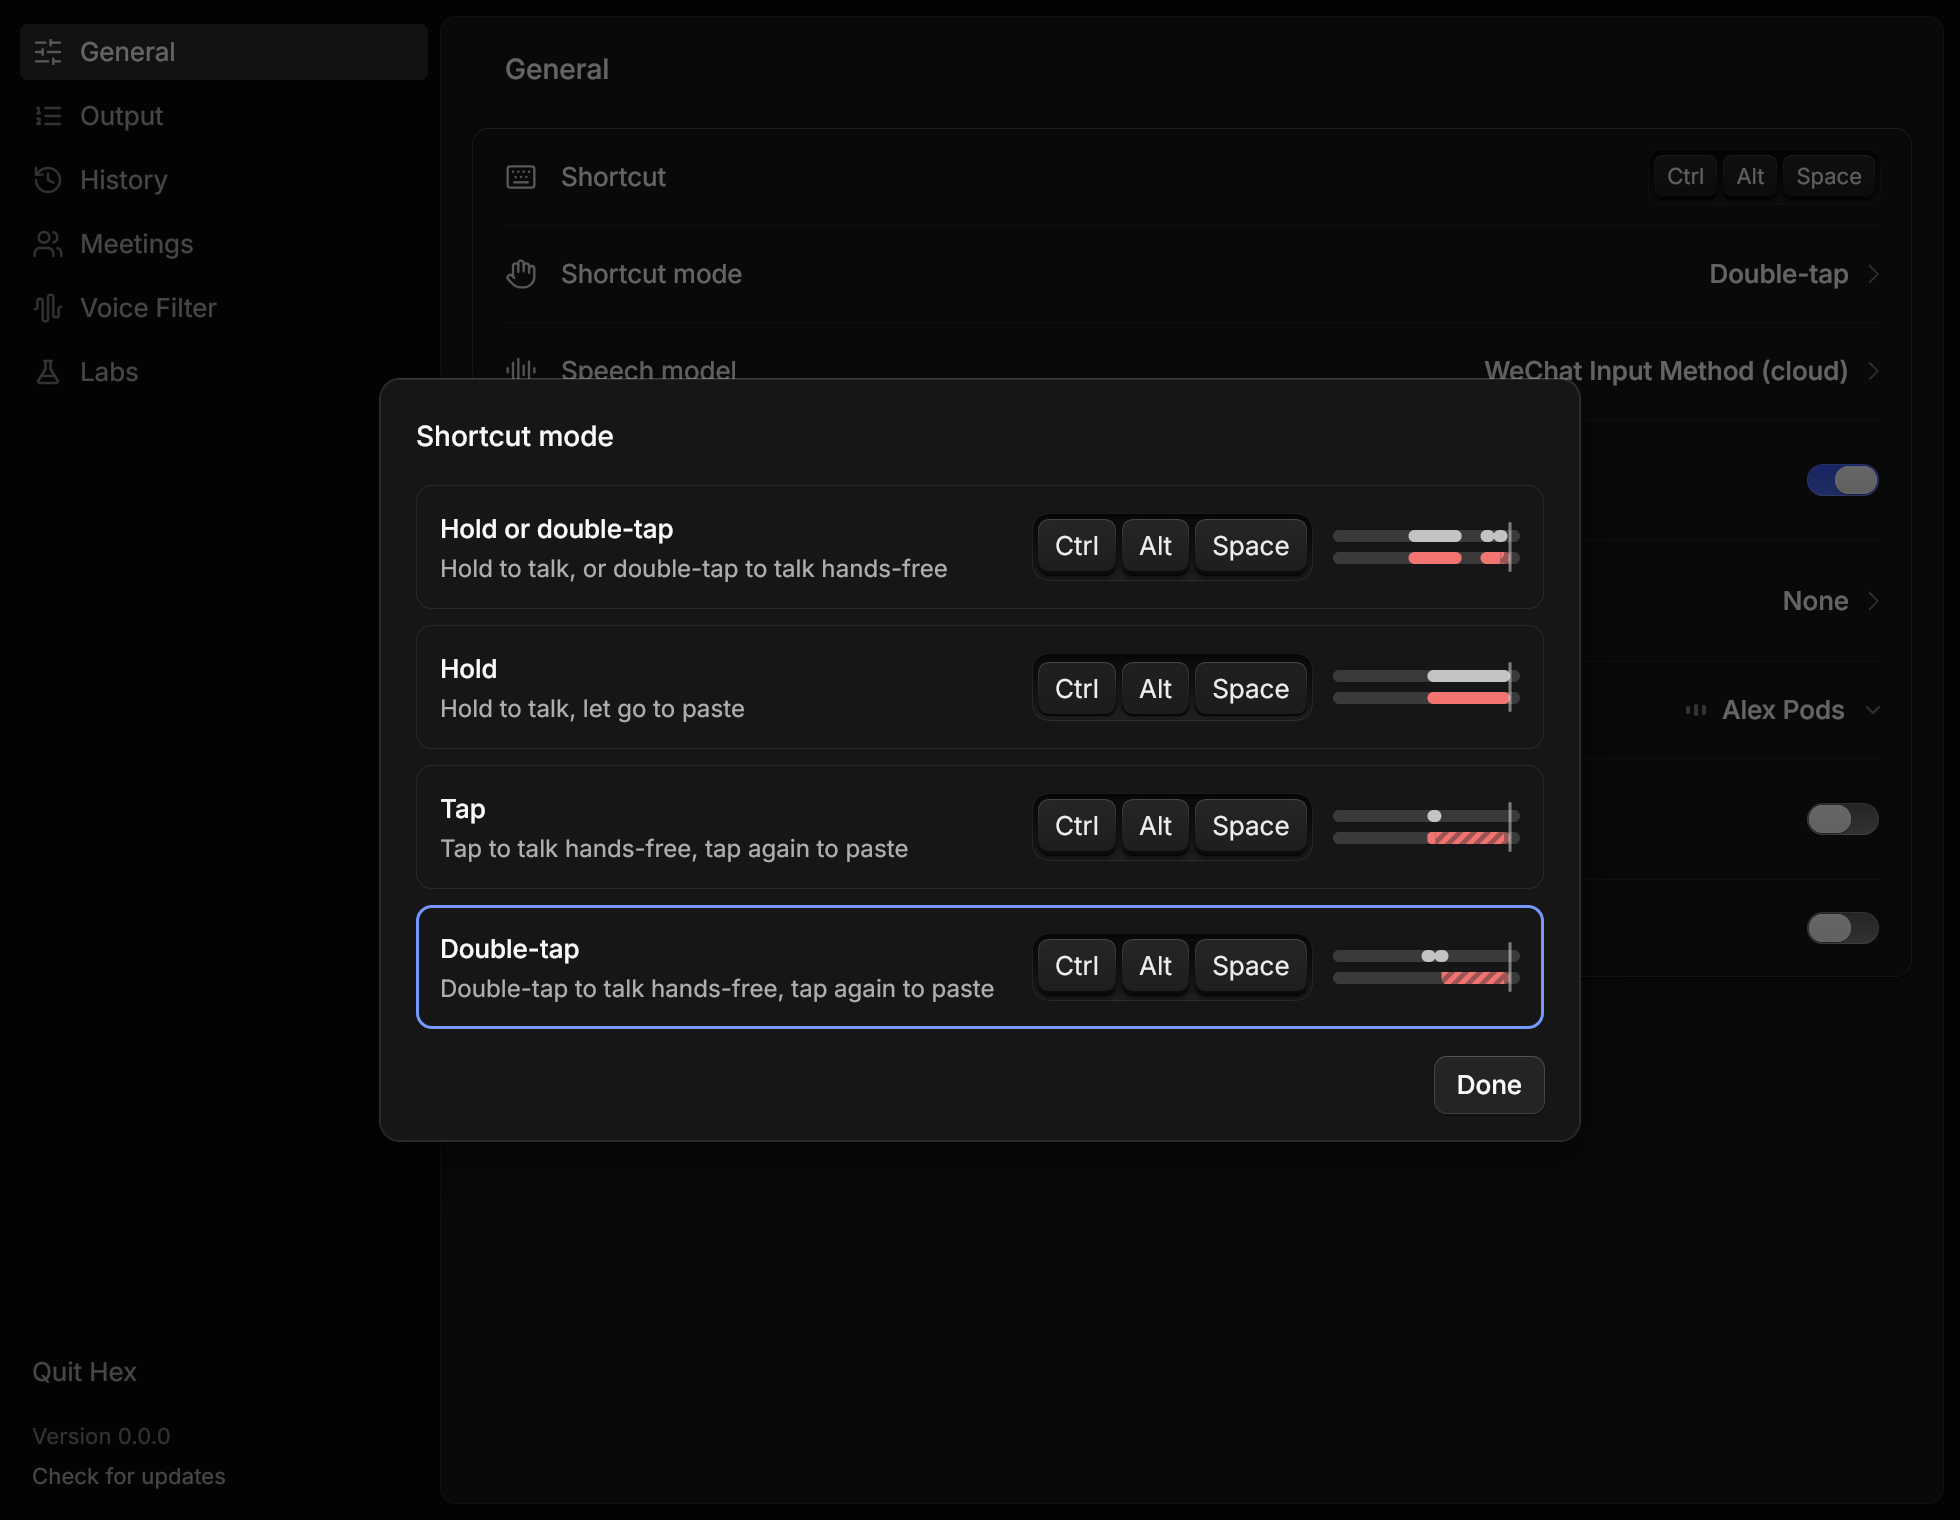 General
Output
History
Meetings
Voice Filter
Labs
Quit Hex
Version 0.0.0
Check for updates
General
Shortcut
Ctrl Alt Space
Shortcut mode
Double-tap
Speech model
WeChat Input Method (cloud)
None
Alex Pods
Shortcut mode
Hold or double-tap
Hold to talk, or double-tap to talk hands-free
Ctrl Alt Space
Hold
Hold to talk, let go to paste
Ctrl Alt Space
Tap
Tap to talk hands-free, tap again to paste
Ctrl Alt Space
Double-tap
Double-tap to talk hands-free, tap again to paste
Ctrl Alt Space
Done